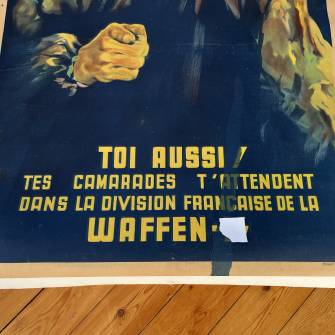 TOI AUSSI!
TES CAMARADES T'ATTENDENT
DANS LA DIVISION FRANÇAISE DE LA
WAFFEN-